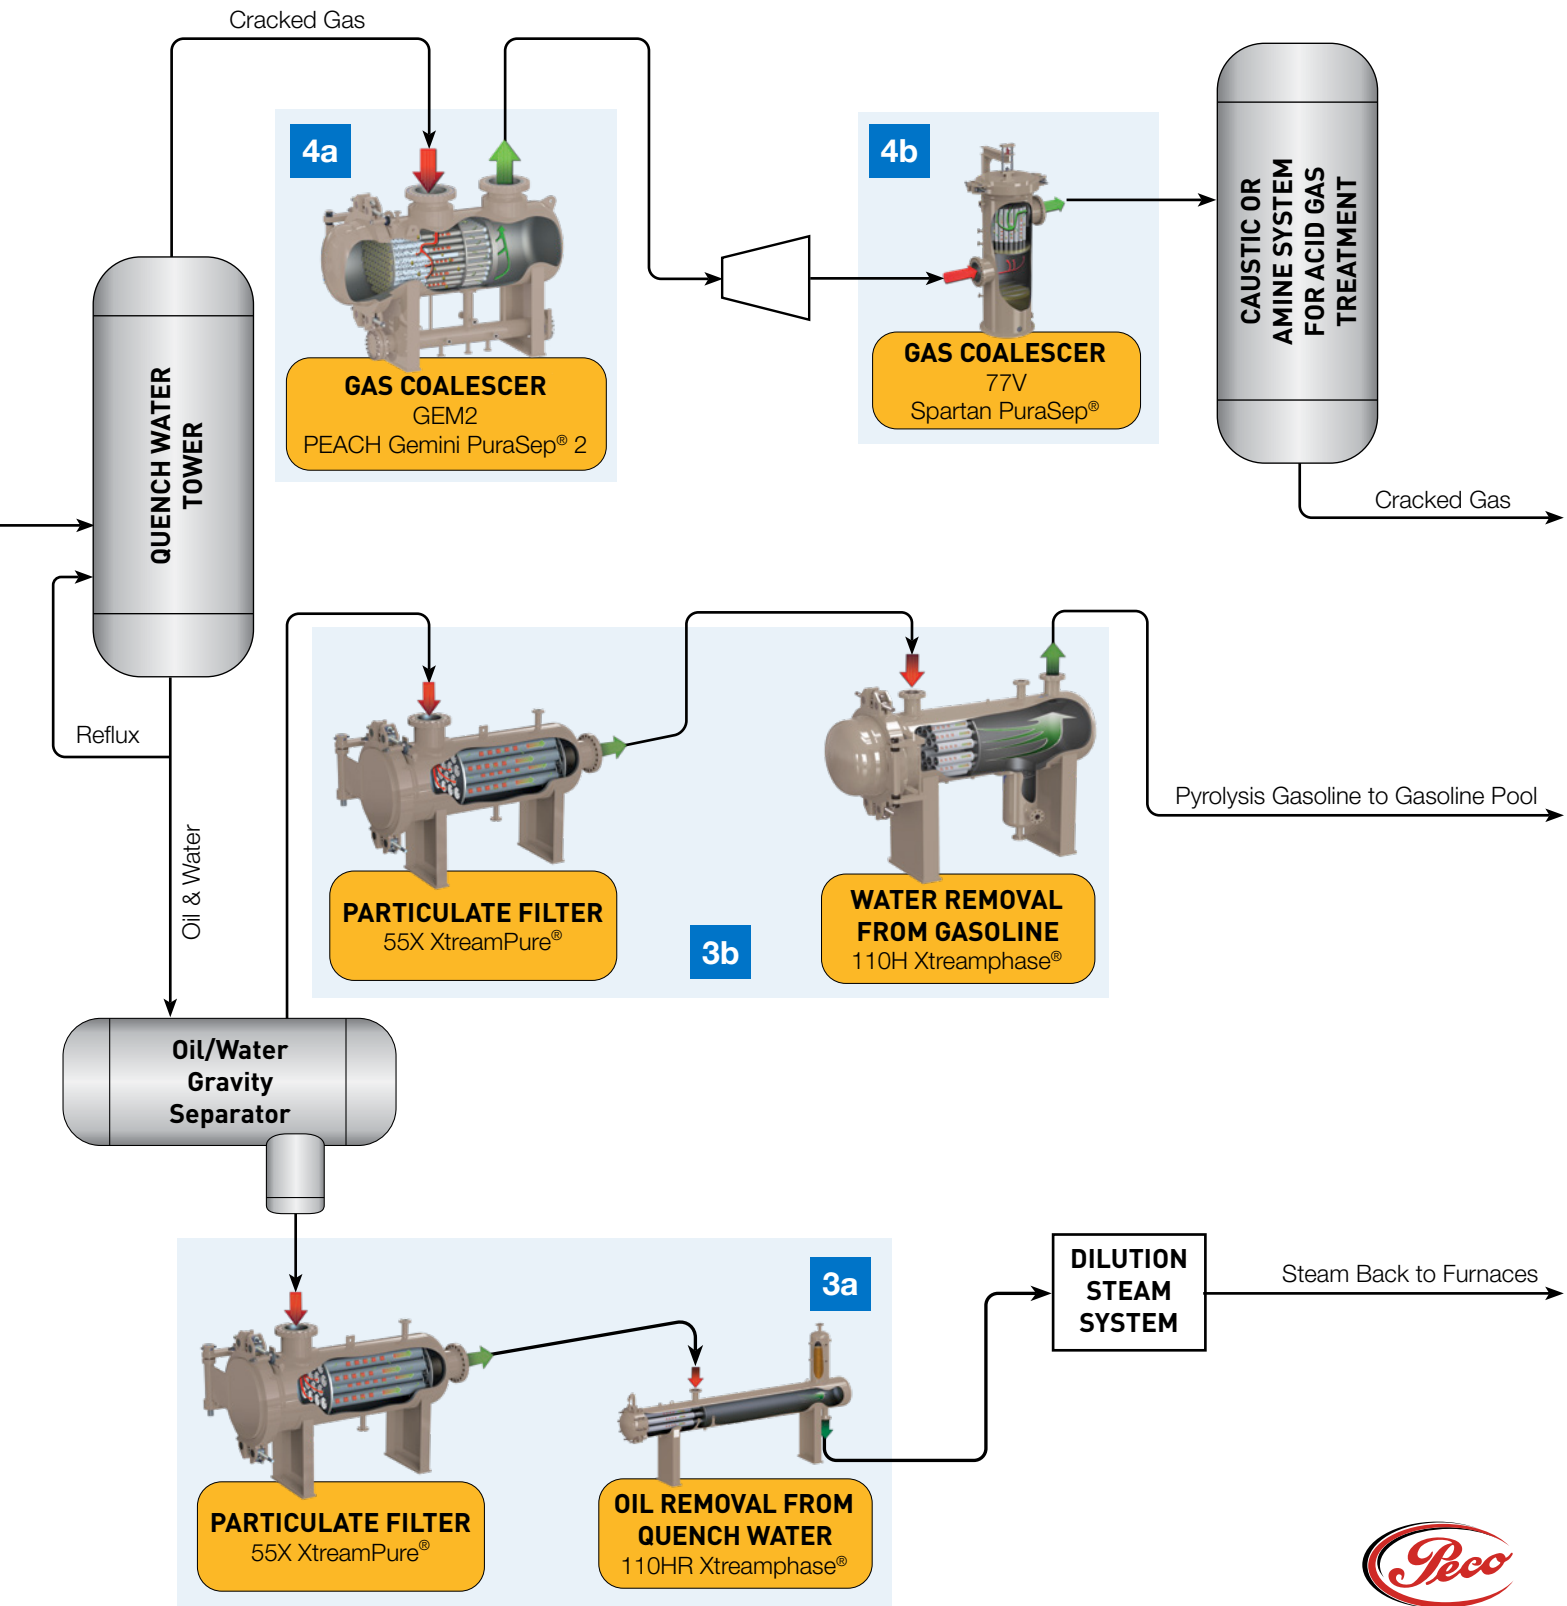 Cracked Gas
4a
GAS COALESCER
GEM2
PEACH Gemini PuraSep® 2
4b
GAS COALESCER
77V
Spartan PuraSep®
CAUSTIC OR
AMINE SYSTEM
FOR ACID GAS
TREATMENT
QUENCH WATER
TOWER
Cracked Gas
Reflux
Oil & Water
PARTICULATE FILTER
55X XtreamPure®
3b
WATER REMOVAL
FROM GASOLINE
110H Xtreamphase®
Pyrolysis Gasoline to Gasoline Pool
Oil/Water
Gravity
Separator
3a
PARTICULATE FILTER
55X XtreamPure®
OIL REMOVAL FROM
QUENCH WATER
110HR Xtreamphase®
DILUTION
STEAM
SYSTEM
Steam Back to Furnaces
Peco